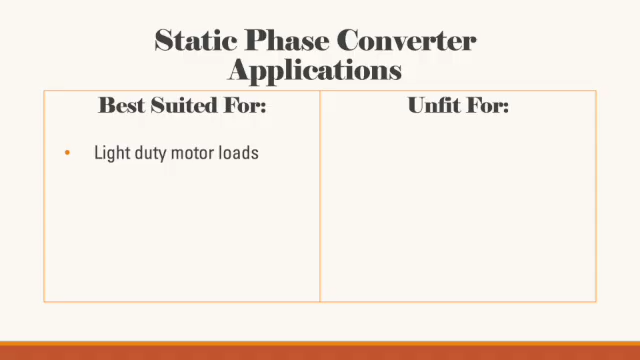 Static Phase Converter
Applications
Best Suited For:
Unfit For:
• Light duty motor loads